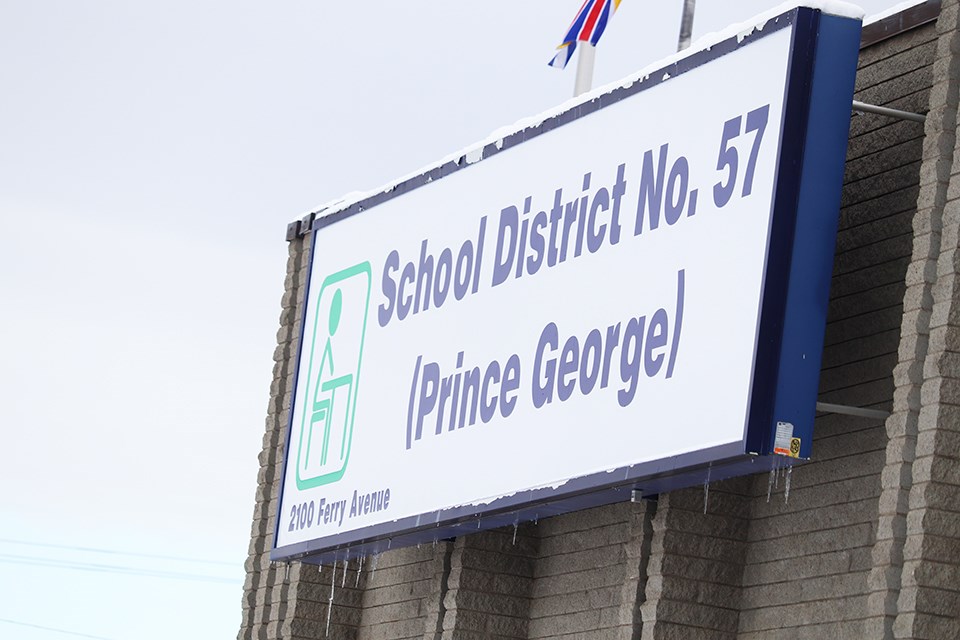 School District No. 57
(Prince George)
2100 Ferry Avenue